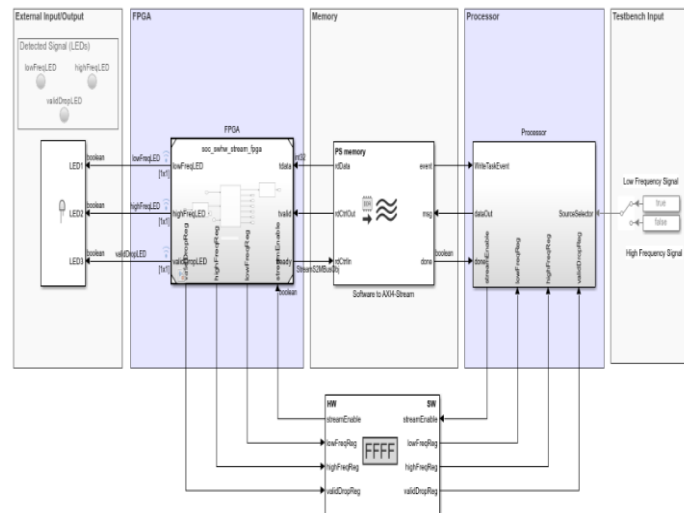 External Input/Output
FPGA
Memory
Processor
Testbench Input
Detected Signal (LEDs)
lowFreqLED
highFreqLED
validDropLED
FPGA
soc_swhw_stream_fpga
PS memory
Processor
LED1
boolean
lowFreqLED
[1x1]
lowFreqLED
tdata
rdData
event
WriteTaskEvent
LED2
boolean
highFreqLED
[1x1]
highFreqLED
tvalid
rdCtrlOut
msg
dataOut
SourceSelector
LED3
boolean
validDropLED
[1x1]
validDropLED
tready
StreamS2MBusObj
rdCtrlIn
done
boolean
done
validDropReg
highFreqReg
lowFreqReg
streamEnable
boolean
Software to AXI4-Stream
streamEnable
lowFreqReg
highFreqReg
validDropReg
Low Frequency Signal
true
false
High Frequency Signal
HW
SW
streamEnable
streamEnable
lowFreqReg
lowFreqReg
FFFF
highFreqReg
highFreqReg
validDropReg
validDropReg